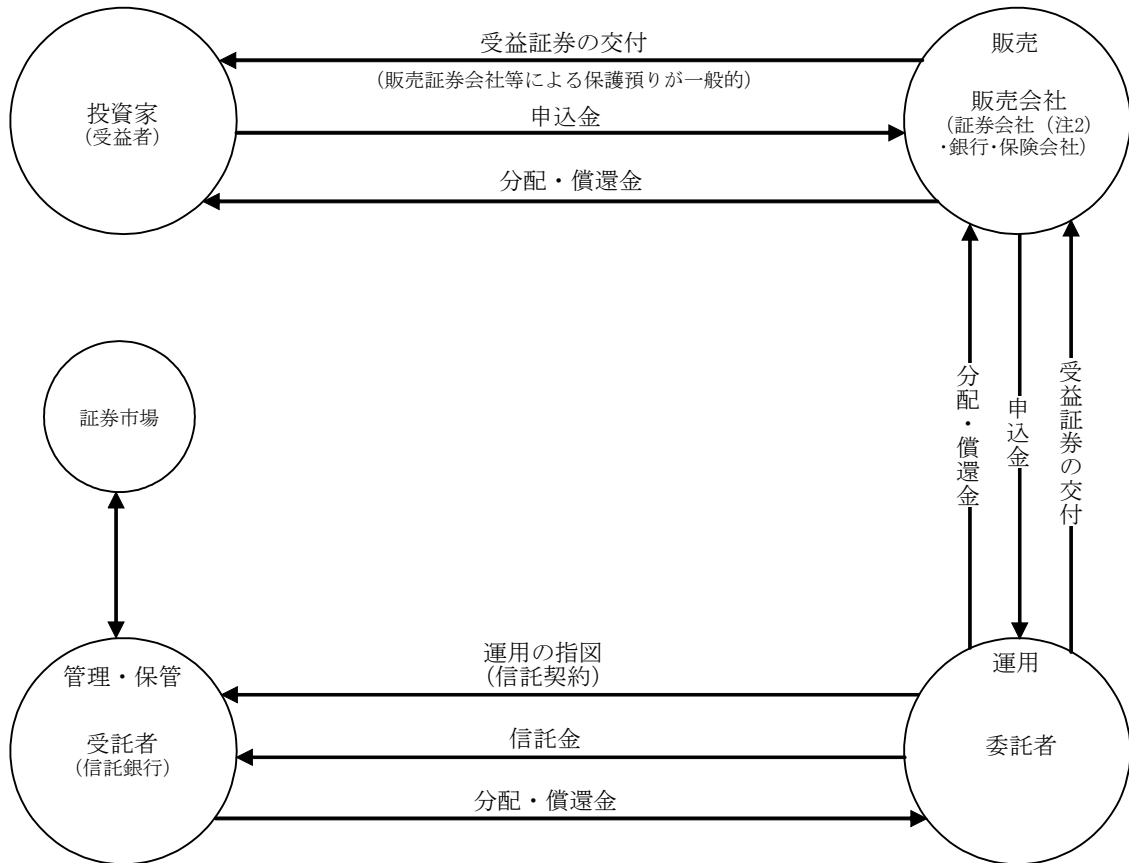 受益証券の交付
(販売証券会社等による保護預りが一般的)
申込金
分配・償還金
投資家
(受益者)
販売
販売会社
(証券会社(注2)
・銀行・保険会社)
分配・償還金
申込金
受益証券の交付
証券市場
管理・保管
受託者
(信託銀行)
運用の指図
(信託契約)
信託金
分配・償還金
運用
委託者